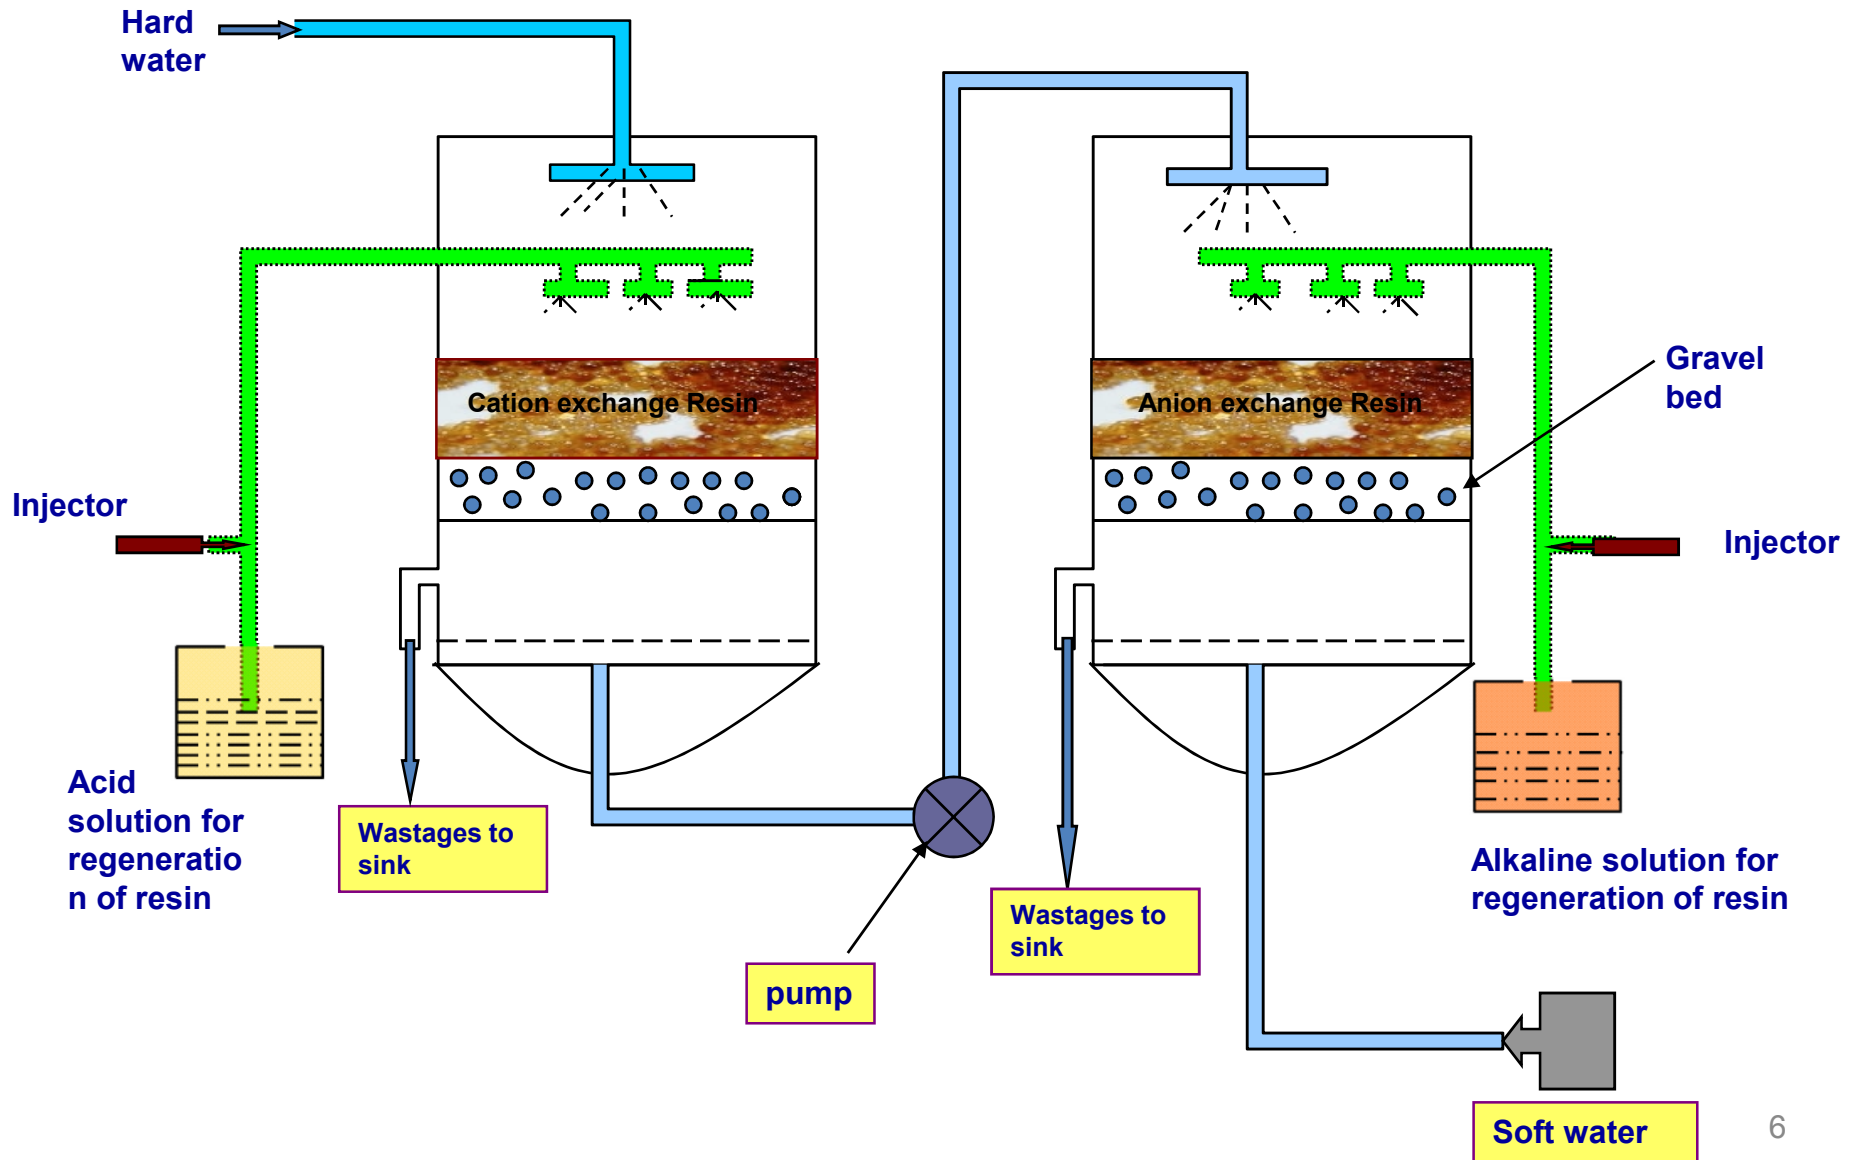 Hard
water
Cation exchange Resin
Anion exchange Resin
Gravel
bed
Injector
Injector
Acid
solution for
regeneratio
n of resin
Wastages to
sink
pump
Wastages to
sink
Alkaline solution for
regeneration of resin
Soft water
6